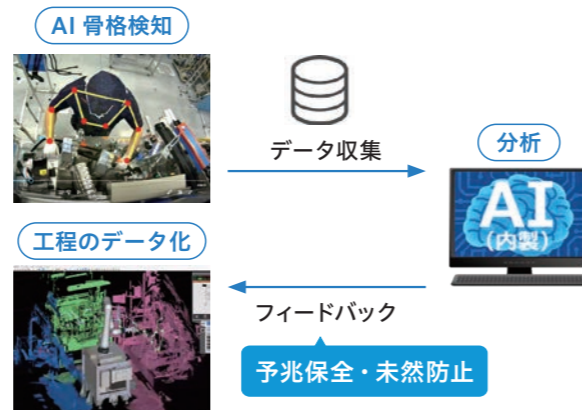 AI 骨格検知
データ収集
分析
AI
(内製)
工程のデータ化
フィードバック
予兆保全・未然防止